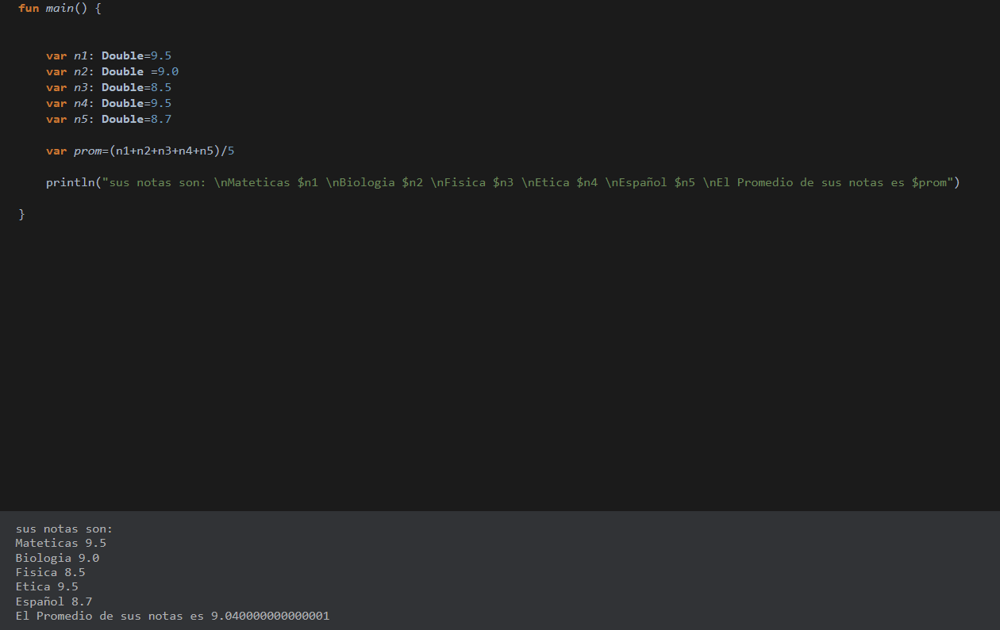 fun main() {
var n1: Double=9.5
var n2: Double =9.0
var n3: Double=8.5
var n4: Double=9.5
var n5: Double=8.7
var prom=(n1+n2+n3+n4+n5)/5
println("sus notas son: \nMateticas $n1 \nBiologia $n2 \nFisica $n3 \nEtica $n4 \nEspañol $n5 \nEl Promedio de sus notas es $prom")
}
sus notas son:
Mateticas 9.5
Biologia 9.0
Fisica 8.5
Etica 9.5
Español 8.7
El Promedio de sus notas es 9.040000000000001